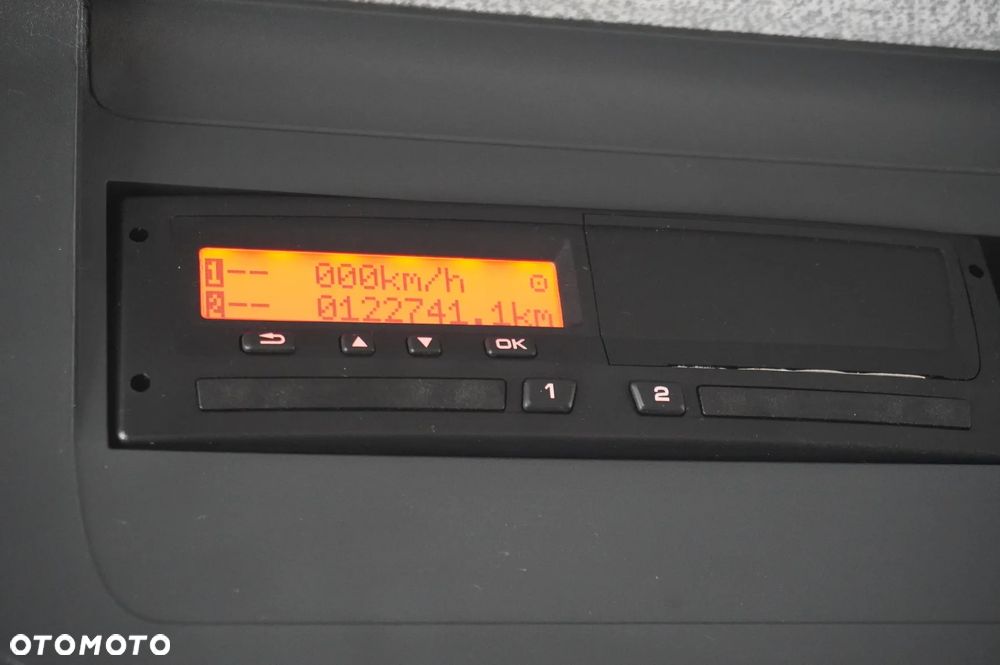 1-- 000km/h
2-- 0122741.1km
OK
1 2
OTOMOTO